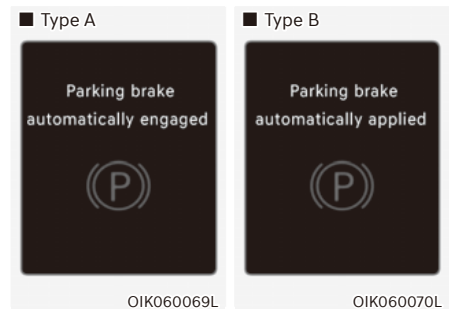 ■ Type A
Parking brake
automatically engaged
P
OIK060069L
■ Type B
Parking brake
automatically applied
P
OIK060070L